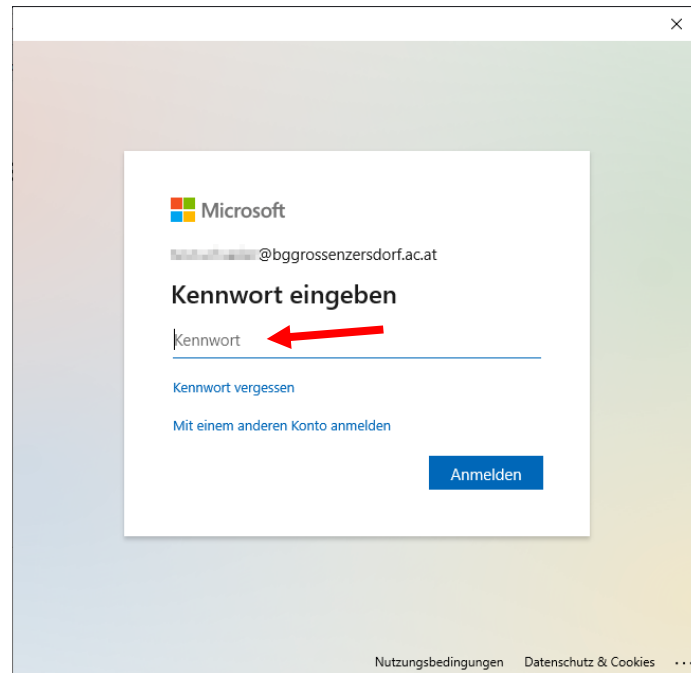 Microsoft
@bggrossenzersdorf.ac.at
Kennwort eingeben
Kennwort
Kennwort vergessen
Mit einem anderen Konto anmelden
Anmelden
Nutzungsbedingungen Datenschutz & Cookies ...